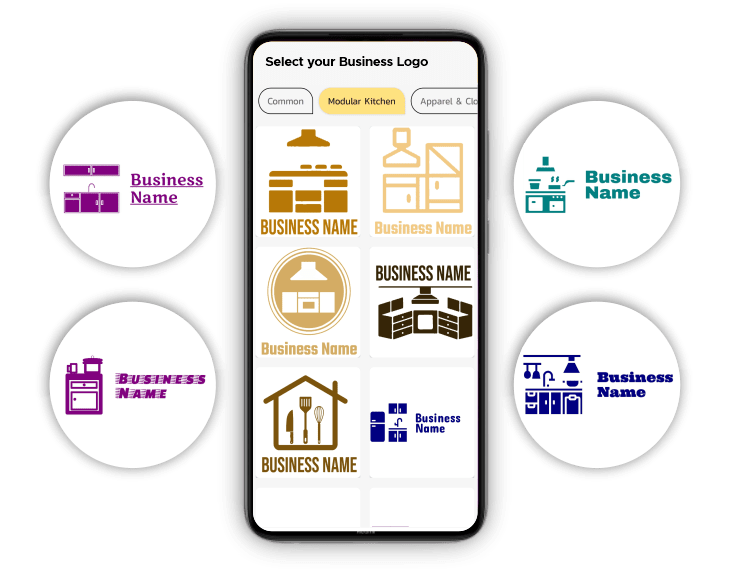 Select your Business Logo
Common
Modular Kitchen
Apparel & Clo
BUSINESS NAME
Business Name
Business Name
BUSINESS NAME
BUSINESS NAME
Business
Name
Business
Name
BUSINESS
NAME
Business
Name
Business
Name